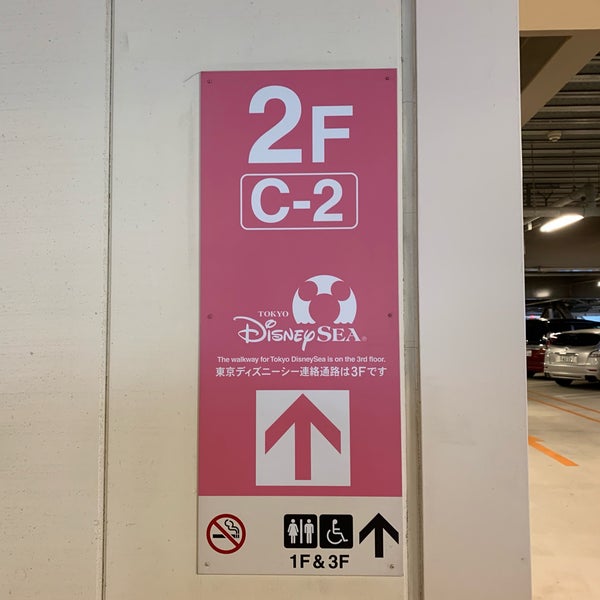 2F
C-2
TOKYO
DISNEYSEA®
The walkway for Tokyo DisneySea is on the 3rd floor.
東京ディズニーシー連絡通路は3Fです
1F & 3F